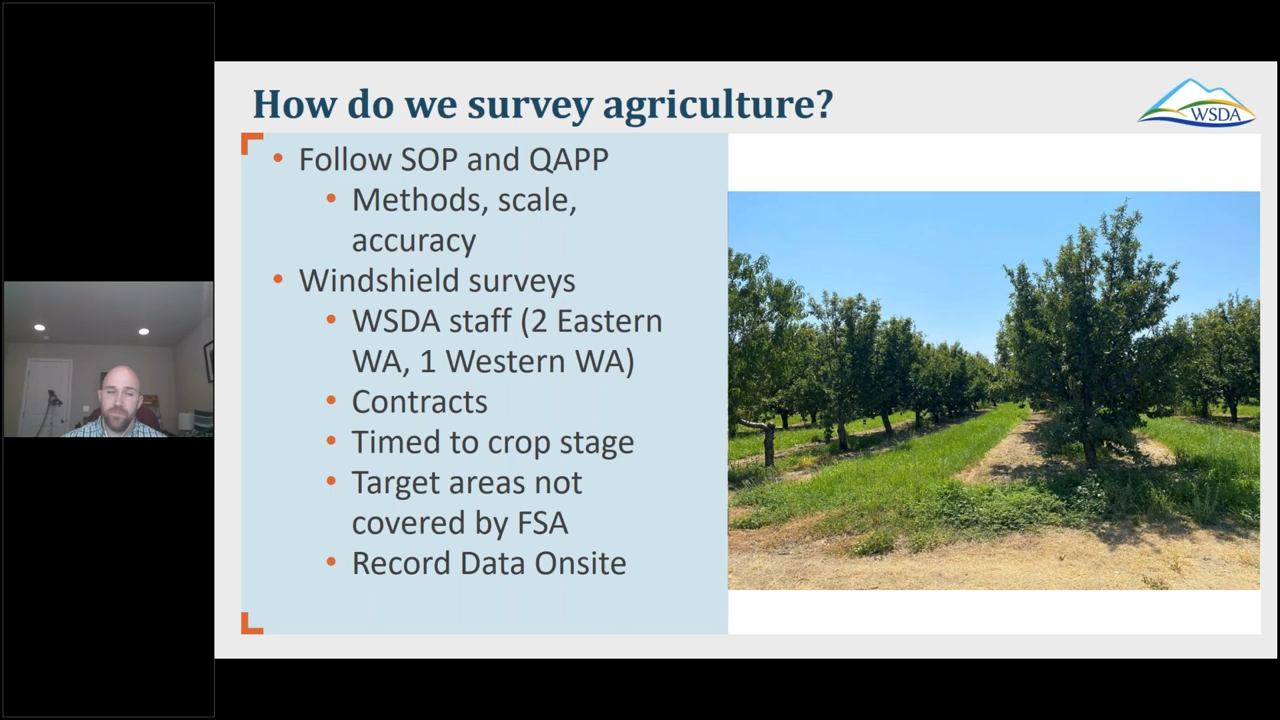 How do we survey agriculture?
WSDA
• Follow SOP and QAPP
• Methods, scale,
accuracy
• Windshield surveys
• WSDA staff (2 Eastern
WA, 1 Western WA)
• Contracts
• Timed to crop stage
• Target areas not
covered by FSA
• Record Data Onsite